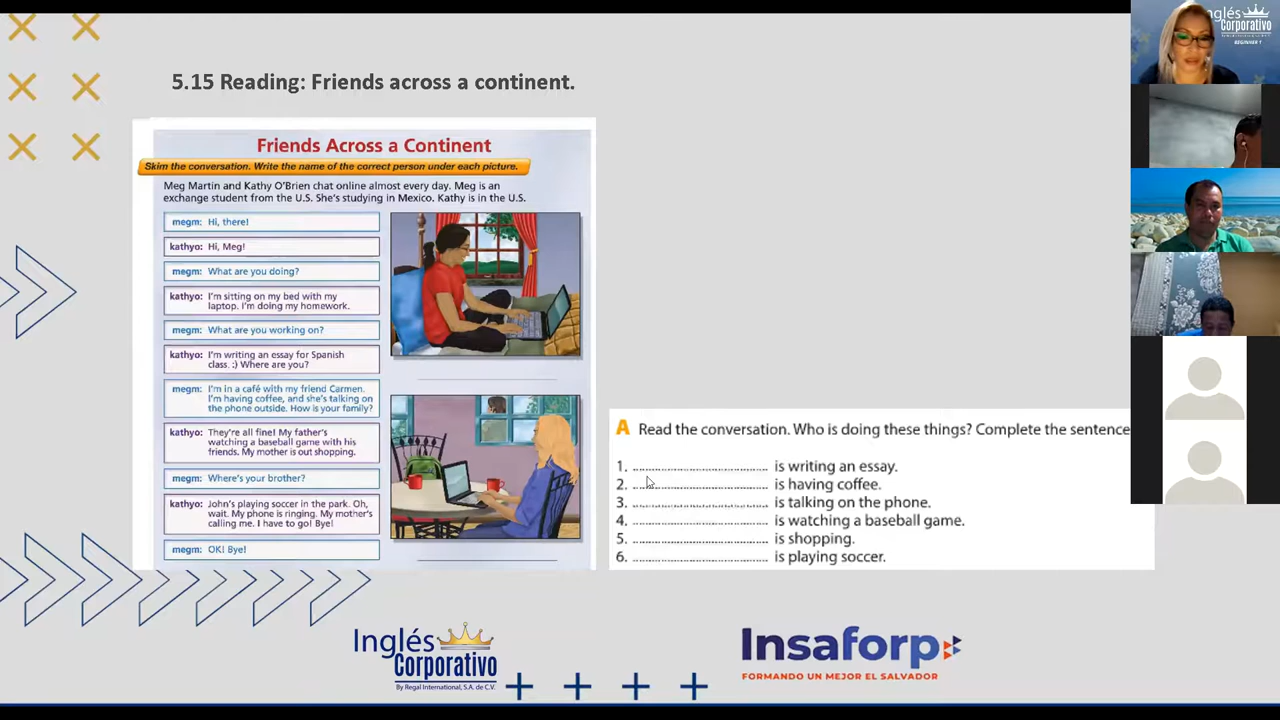 5.15 Reading: Friends across a continent.
Friends Across a Continent
Skim the conversation. Write the name of the correct person under each picture.
Meg Martin and Kathy O'Brien chat online almost every day. Meg is an
exchange student from the U.S. She's studying in Mexico. Kathy is in the U.S.
megm: Hi, there!
kathyo: Hi, Meg!
megm: What are you doing?
kathyo: I'm sitting on my bed with my
laptop. I'm doing my homework.
megm: What are you working on?
kathyo: I'm writing an essay for Spanish
class. :) Where are you?
megm: I'm in a café with my friend Carmen.
I'm having coffee, and she's talking on
the phone outside. How is your family?
kathyo: They're all fine! My father's
watching a baseball game with his
friends. My mother is out shopping.
megm: Where's your brother?
kathyo: John's playing soccer in the park. Oh,
wait. My phone is ringing. My mother's
calling me. I have to go! Bye!
megm: OK! Bye!
A Read the conversation. Who is doing these things? Complete the sentence
1. ........................................ is writing an essay.
2. ........................................ is having coffee.
3. ........................................ is talking on the phone.
4. ........................................ is watching a baseball game.
5. ........................................ is shopping.
6. ........................................ is playing soccer.
Inglés
Corporativo
By Regal International, S.A. de C.V.
Insaforp
FORMANDO UN MEJOR EL SALVADOR
nglés
Corporativo
BEGINNER 1